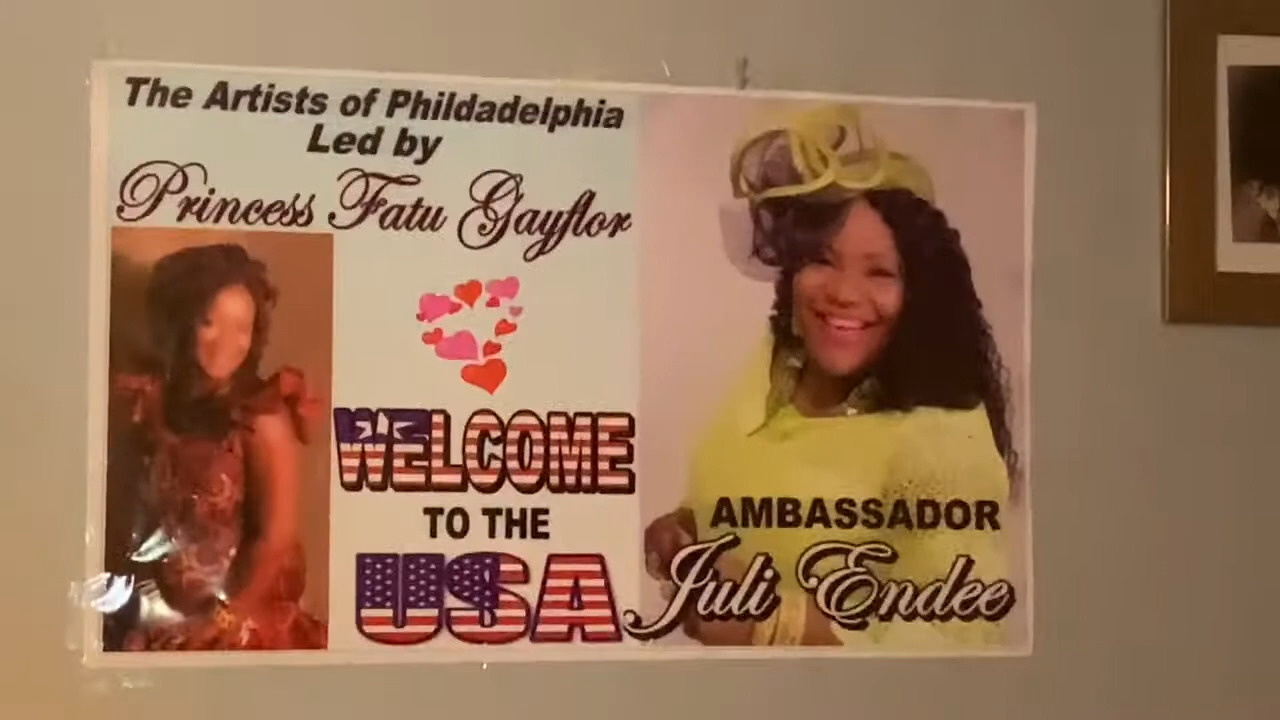 The Artists of Phildadelphia
Led by
Princess Fatu Gayflor
WELCOME
TO THE
USA
AMBASSADOR
Juli Endee